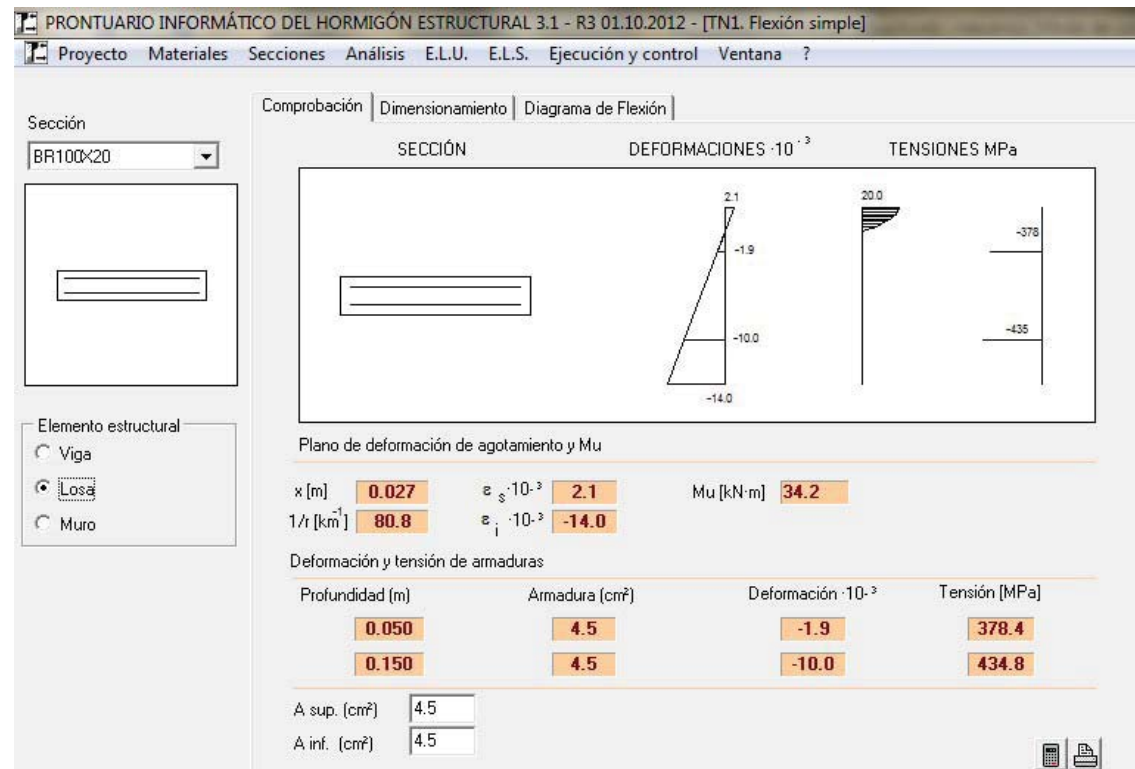 PRONTUARIO INFORMÁTICO DEL HORMIGÓN ESTRUCTURAL 3.1 - R3 01.10.2012 - [TN1. Flexión simple]
Proyecto Materiales Secciones Análisis E.L.U. E.L.S. Ejecución y control Ventana ?
Comprobación Dimensionamiento Diagrama de Flexión
Sección
BR100X20
SECCIÓN DEFORMACIONES ·10⁻³ TENSIONES MPa
2.1 20.0
-1.9 -378
-10.0 -435
-14.0
Elemento estructural
Viga
Losa
Muro
Plano de deformación de agotamiento y Mu
x [m] 0.027 ε s ·10-³ 2.1 Mu [kN·m] 34.2
1/r [km⁻¹] 80.8 ε i ·10-³ -14.0
Deformación y tensión de armaduras
Profundidad (m) Armadura (cm²) Deformación ·10-³ Tensión [MPa]
0.050 4.5 -1.9 378.4
0.150 4.5 -10.0 434.8
A sup. (cm²) 4.5
A inf. (cm²) 4.5